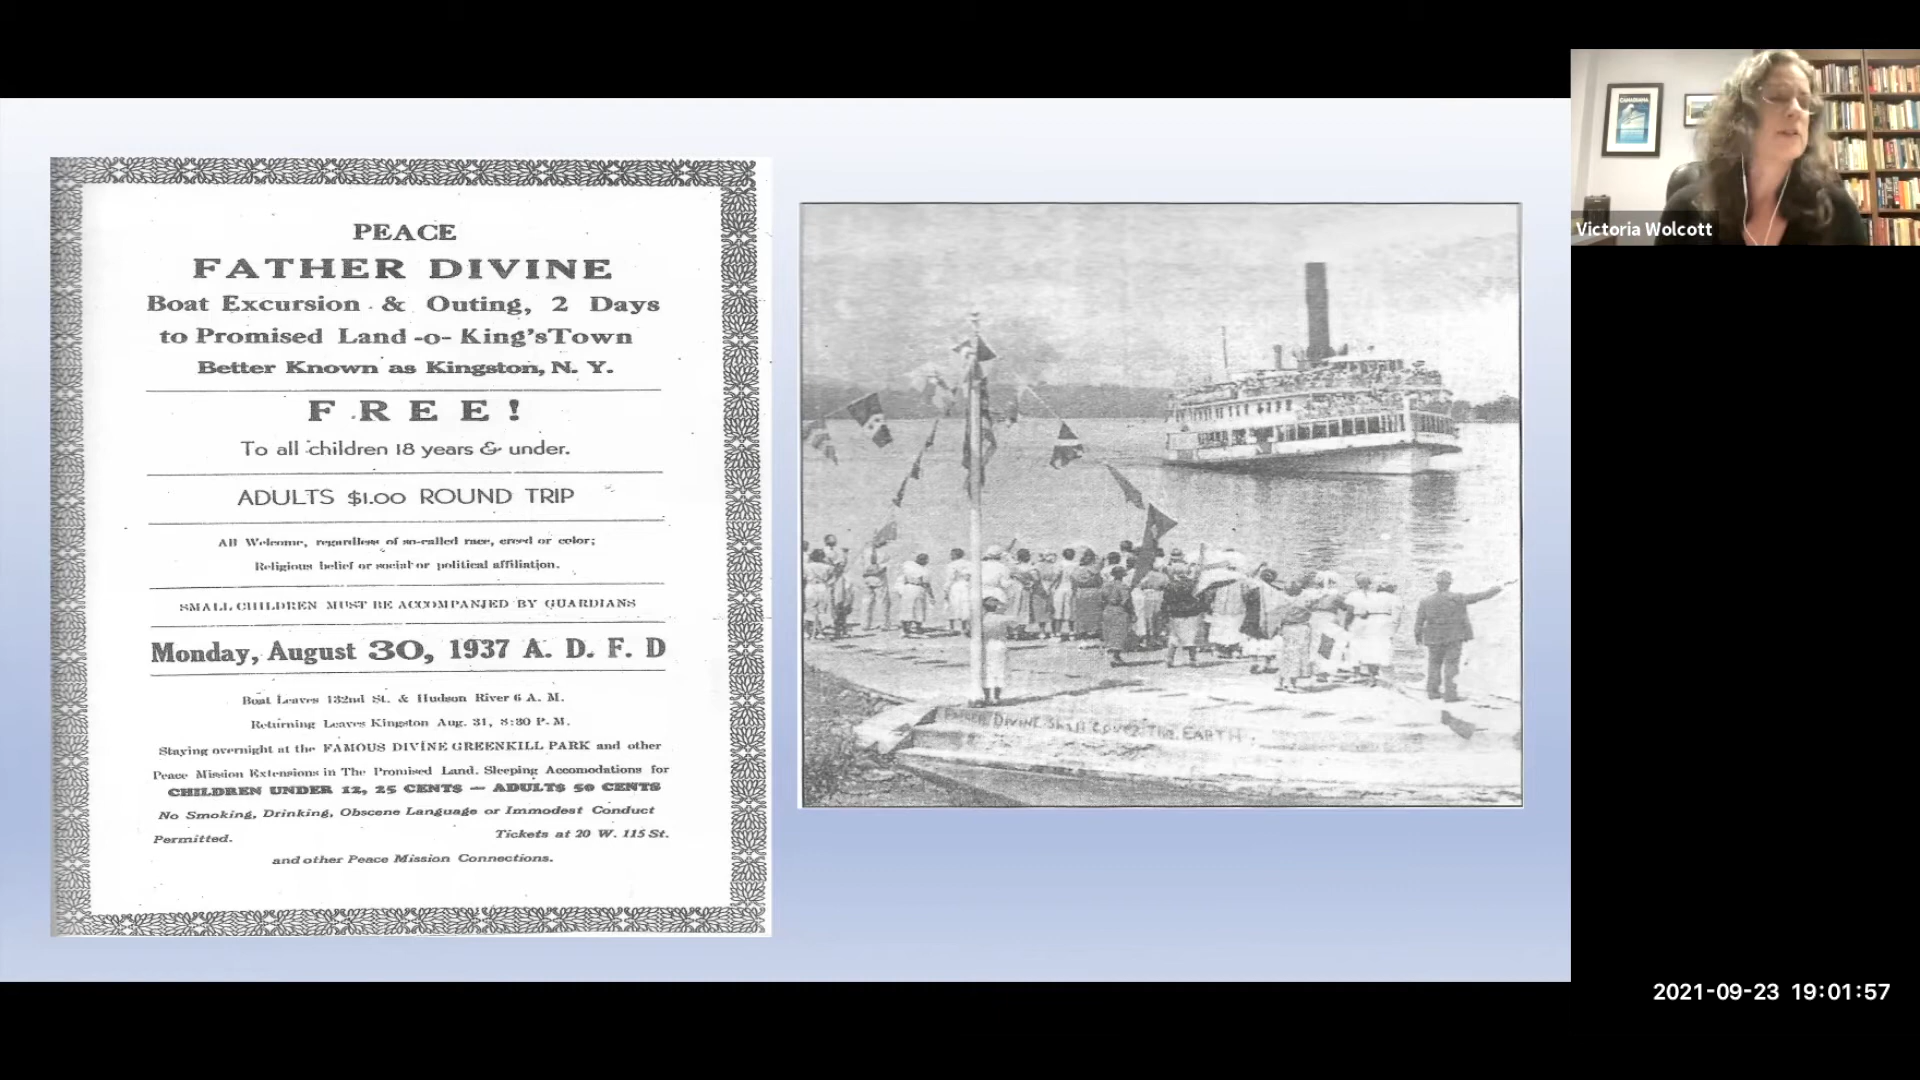 PEACE
FATHER DIVINE
Boat Excursion & Outing, 2 Days
to Promised Land -o- King'sTown
Better Known as Kingston, N. Y.
FREE!
To all children 18 years & under.
ADULTS $1.00 ROUND TRIP
All Welcome, regardless of so-called race, creed or color;
Religious belief or social or political affiliation.
SMALL CHILDREN MUST BE ACCOMPANIED BY GUARDIANS
Monday, August 30, 1937 A. D. F. D
Boat Leaves 132nd St. & Hudson River 6 A. M.
Returning Leaves Kingston Aug. 31, 8:30 P. M.
Staying overnight at the FAMOUS DIVINE GREENKILL PARK and other
Peace Mission Extensions in The Promised Land. Sleeping Accomodations for
CHILDREN UNDER 12, 25 CENTS — ADULTS 50 CENTS
No Smoking, Drinking, Obscene Language or Immodest Conduct
Permitted. Tickets at 20 W. 115 St.
and other Peace Mission Connections.
FATHER DIVINE Shall COVER THE EARTH
Victoria Wolcott
2021-09-23 19:01:57